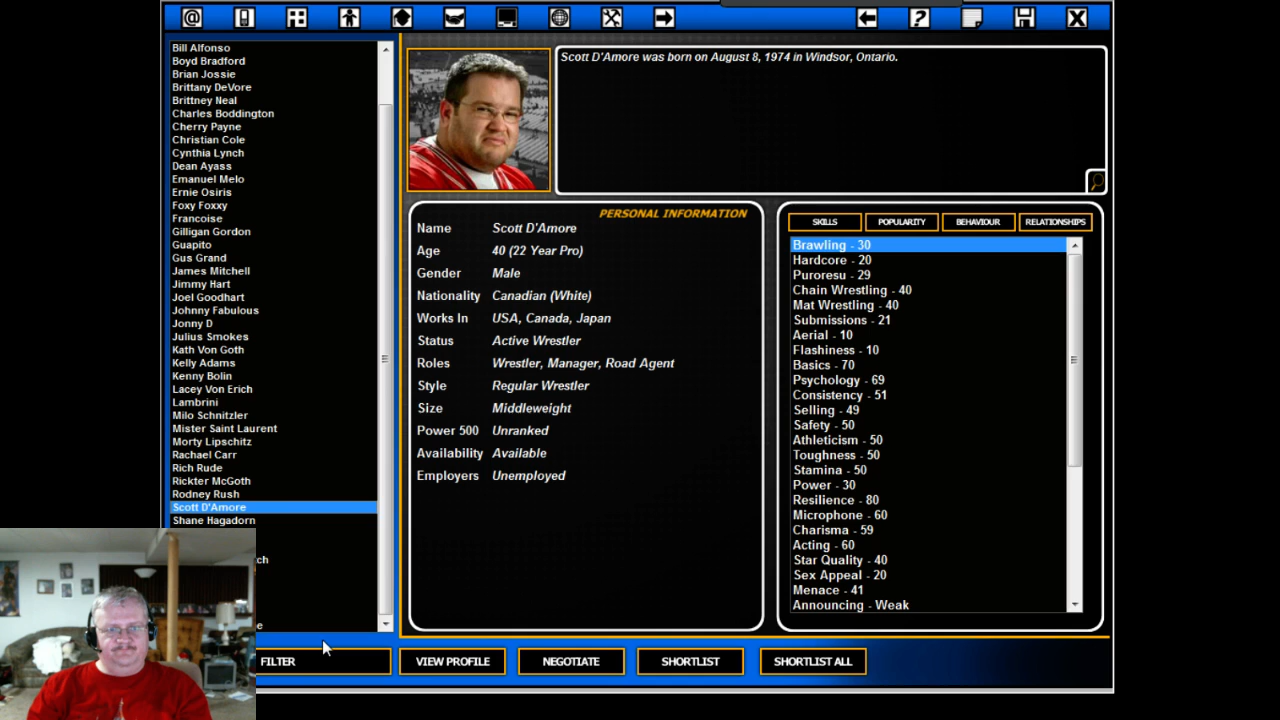 Bill Alfonso
Boyd Bradford
Brian Jossie
Brittany DeVore
Brittney Neal
Charles Boddington
Cherry Payne
Christian Cole
Cynthia Lynch
Dean Ayass
Emanuel Melo
Ernie Osiris
Foxy Foxxy
Francoise
Gilligan Gordon
Guapito
Gus Grand
James Mitchell
Jimmy Hart
Joel Goodhart
Johnny Fabulous
Jonny D
Julius Smokes
Kath Von Goth
Kelly Adams
Kenny Bolin
Lacey Von Erich
Lambrini
Milo Schnitzler
Mister Saint Laurent
Morty Lipschitz
Rachael Carr
Rich Rude
Rickter McGoth
Rodney Rush
Scott D'Amore
Shane Hagadorn
ch
e
FILTER
Scott D'Amore was born on August 8, 1974 in Windsor, Ontario.
PERSONAL INFORMATION
Name Scott D'Amore
Age 40 (22 Year Pro)
Gender Male
Nationality Canadian (White)
Works In USA, Canada, Japan
Status Active Wrestler
Roles Wrestler, Manager, Road Agent
Style Regular Wrestler
Size Middleweight
Power 500 Unranked
Availability Available
Employers Unemployed
SKILLS POPULARITY BEHAVIOUR RELATIONSHIPS
Brawling - 30
Hardcore - 20
Puroresu - 29
Chain Wrestling - 40
Mat Wrestling - 40
Submissions - 21
Aerial - 10
Flashiness - 10
Basics - 70
Psychology - 69
Consistency - 51
Selling - 49
Safety - 50
Athleticism - 50
Toughness - 50
Stamina - 50
Power - 30
Resilience - 80
Microphone - 60
Charisma - 59
Acting - 60
Star Quality - 40
Sex Appeal - 20
Menace - 41
Announcing - Weak
VIEW PROFILE NEGOTIATE SHORTLIST SHORTLIST ALL